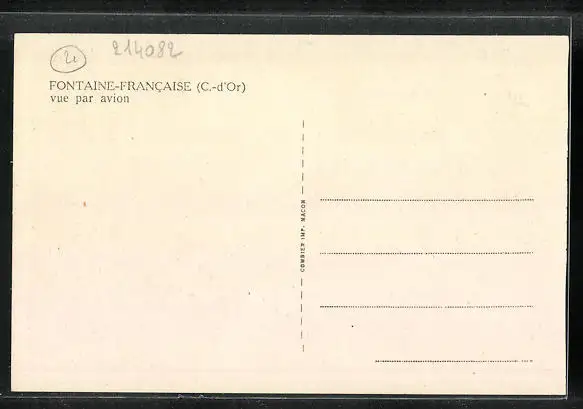 21
214082
FONTAINE-FRANÇAISE (C.-d'Or)
vue par avion
COMBIER IMP. MACON